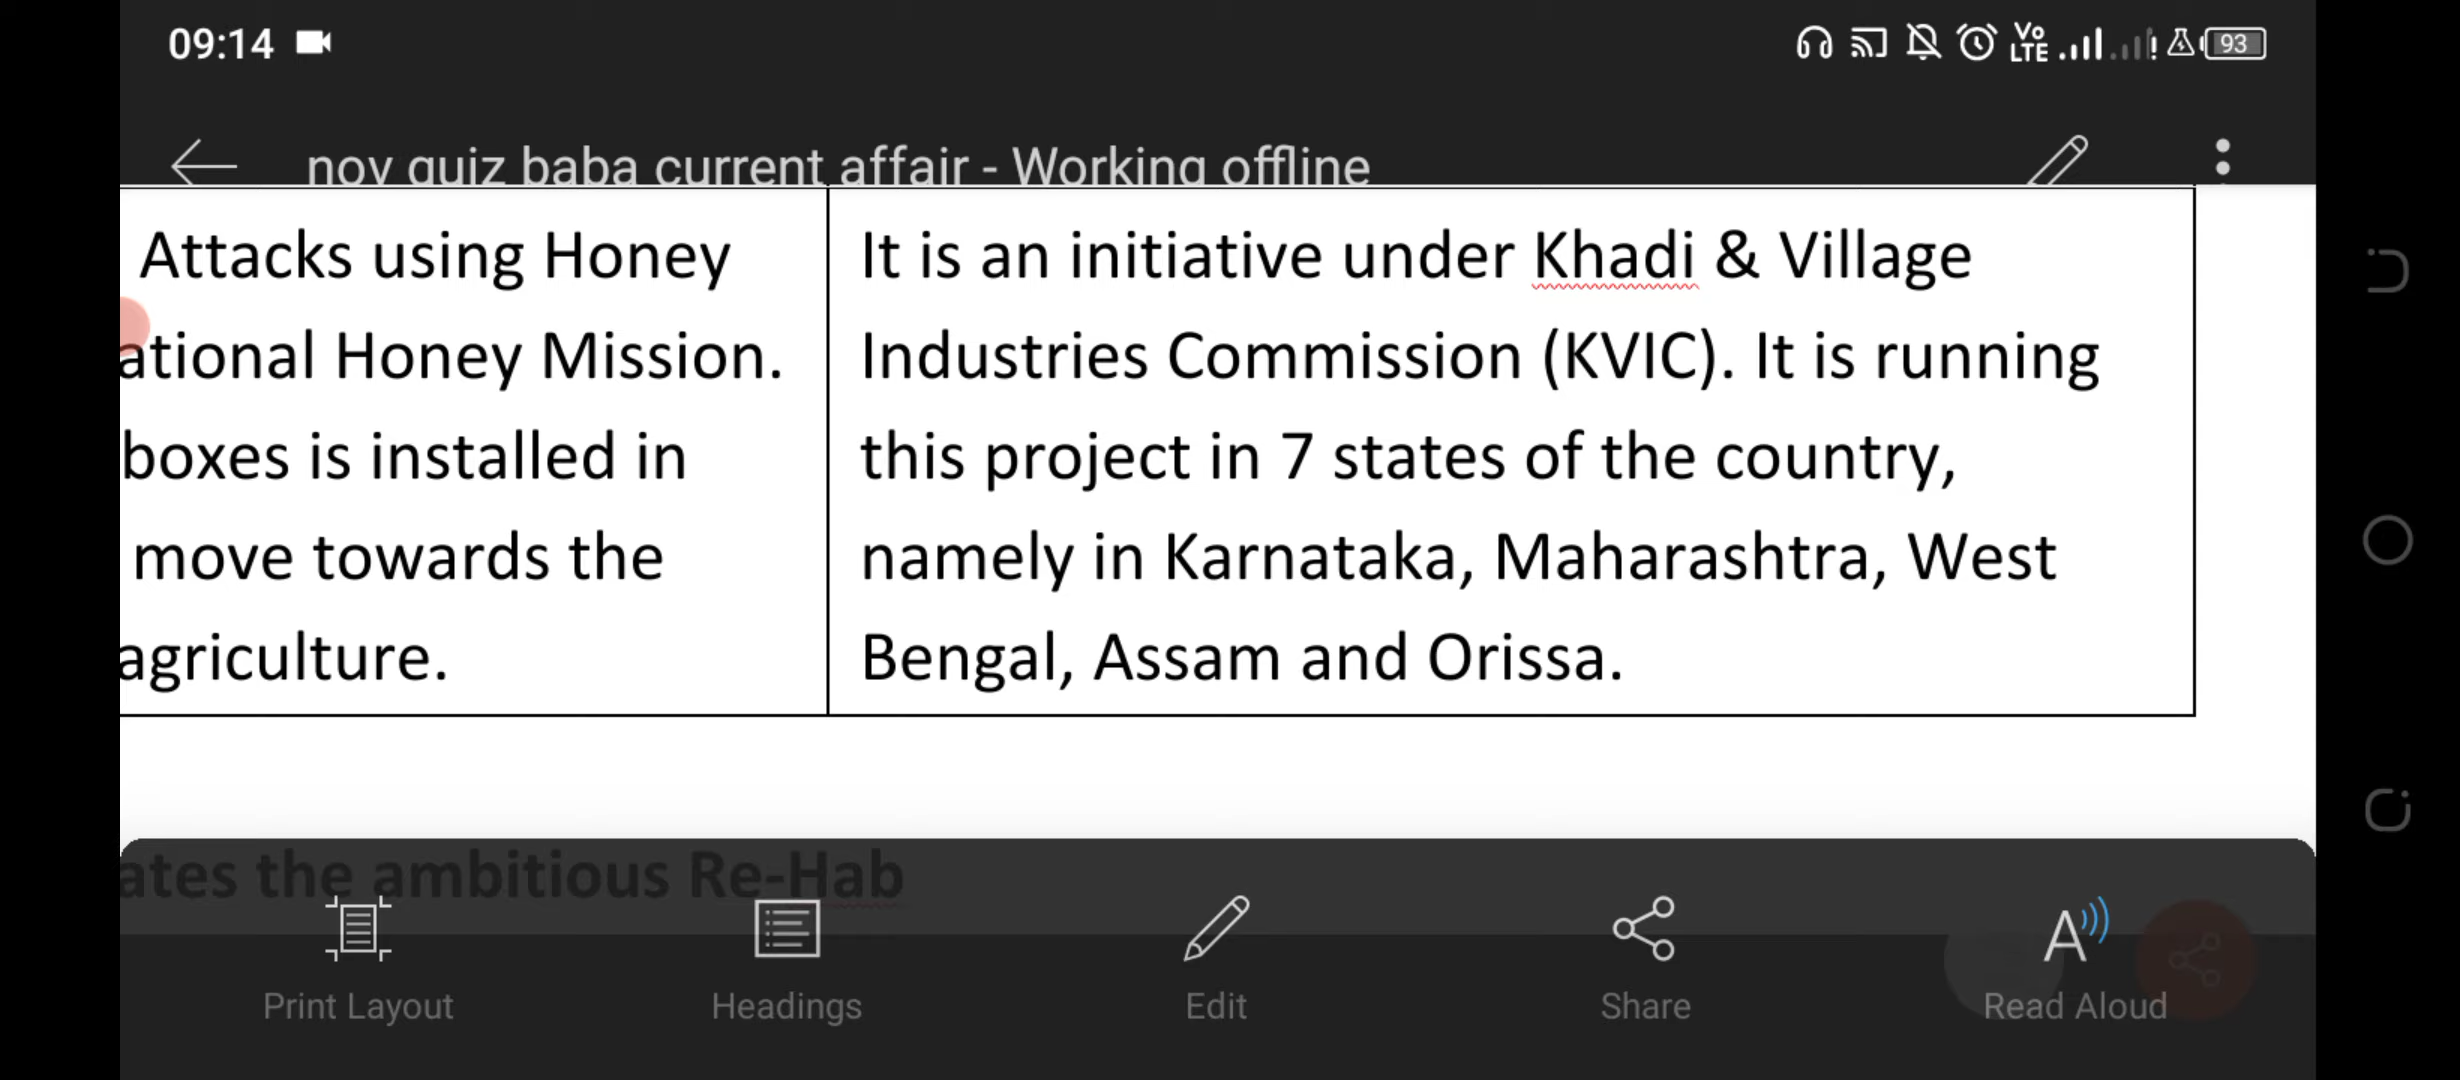 09:14
Vo
LTE
93
nov quiz baba current affair - Working offline
Attacks using Honey
ational Honey Mission.
boxes is installed in
move towards the
agriculture.
It is an initiative under Khadi & Village
Industries Commission (KVIC). It is running
this project in 7 states of the country,
namely in Karnataka, Maharashtra, West
Bengal, Assam and Orissa.
ates the ambitious Re-Hab
Print Layout
Headings
Edit
Share
Read Aloud